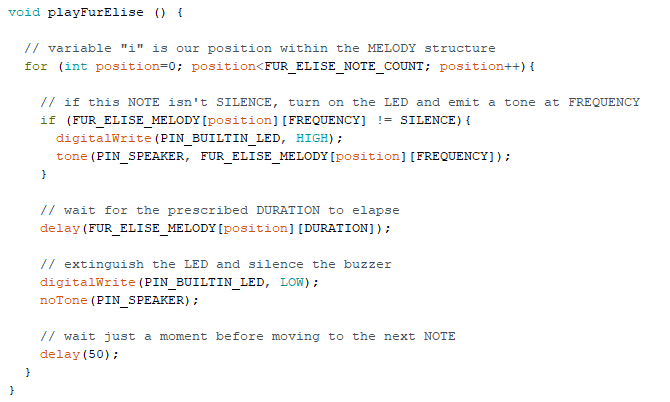 void playFurElise () {
// variable "i" is our position within the MELODY structure
for (int position=0; position<FUR_ELISE_NOTE_COUNT; position++){
// if this NOTE isn't SILENCE, turn on the LED and emit a tone at FREQUENCY
if (FUR_ELISE_MELODY[position][FREQUENCY] != SILENCE){
digitalWrite(PIN_BUILTIN_LED, HIGH);
tone(PIN_SPEAKER, FUR_ELISE_MELODY[position][FREQUENCY]);
}
// wait for the prescribed DURATION to elapse
delay(FUR_ELISE_MELODY[position][DURATION]);
// extinguish the LED and silence the buzzer
digitalWrite(PIN_BUILTIN_LED, LOW);
noTone(PIN_SPEAKER);
// wait just a moment before moving to the next NOTE
delay(50);
}
}